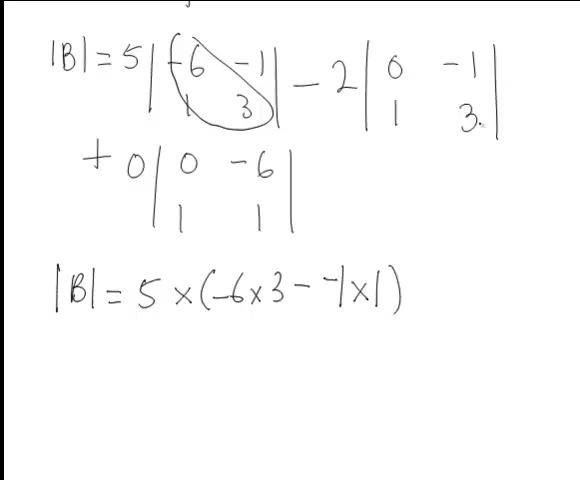 |B| = 5 | -6 -1 | - 2 | 0 -1 |
1 3 1 3.
+ 0 | 0 -6 |
1 1
|B| = 5 × (-6×3 - -1×1)